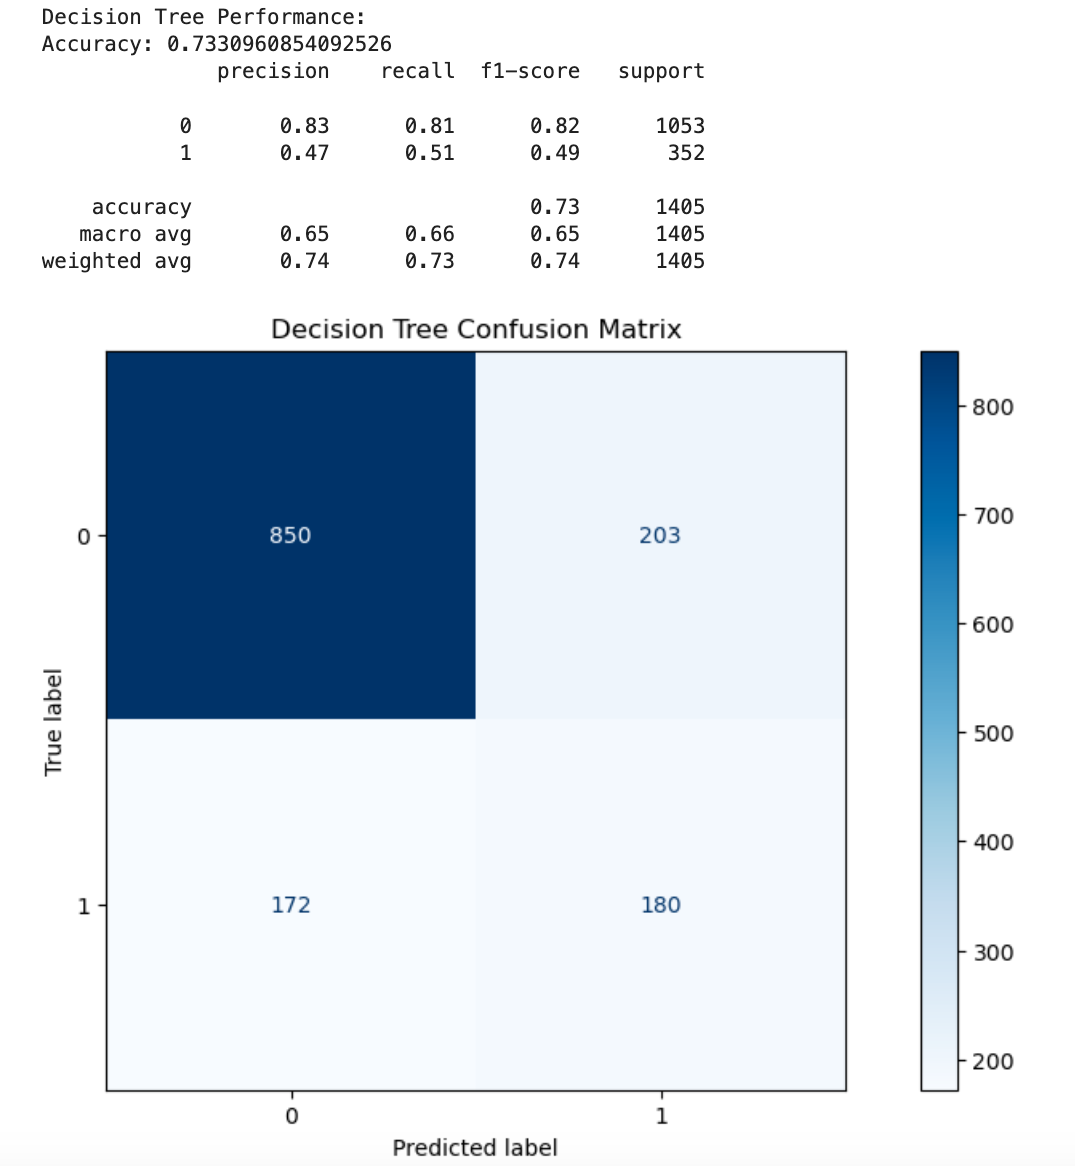 Decision Tree Performance:
Accuracy: 0.7330960854092526
precision recall f1-score support
0 0.83 0.81 0.82 1053
1 0.47 0.51 0.49 352
accuracy 0.73 1405
macro avg 0.65 0.66 0.65 1405
weighted avg 0.74 0.73 0.74 1405
Decision Tree Confusion Matrix
800
700
600
500
400
300
200
True label
0
850 203
1
172 180
0 1
Predicted label